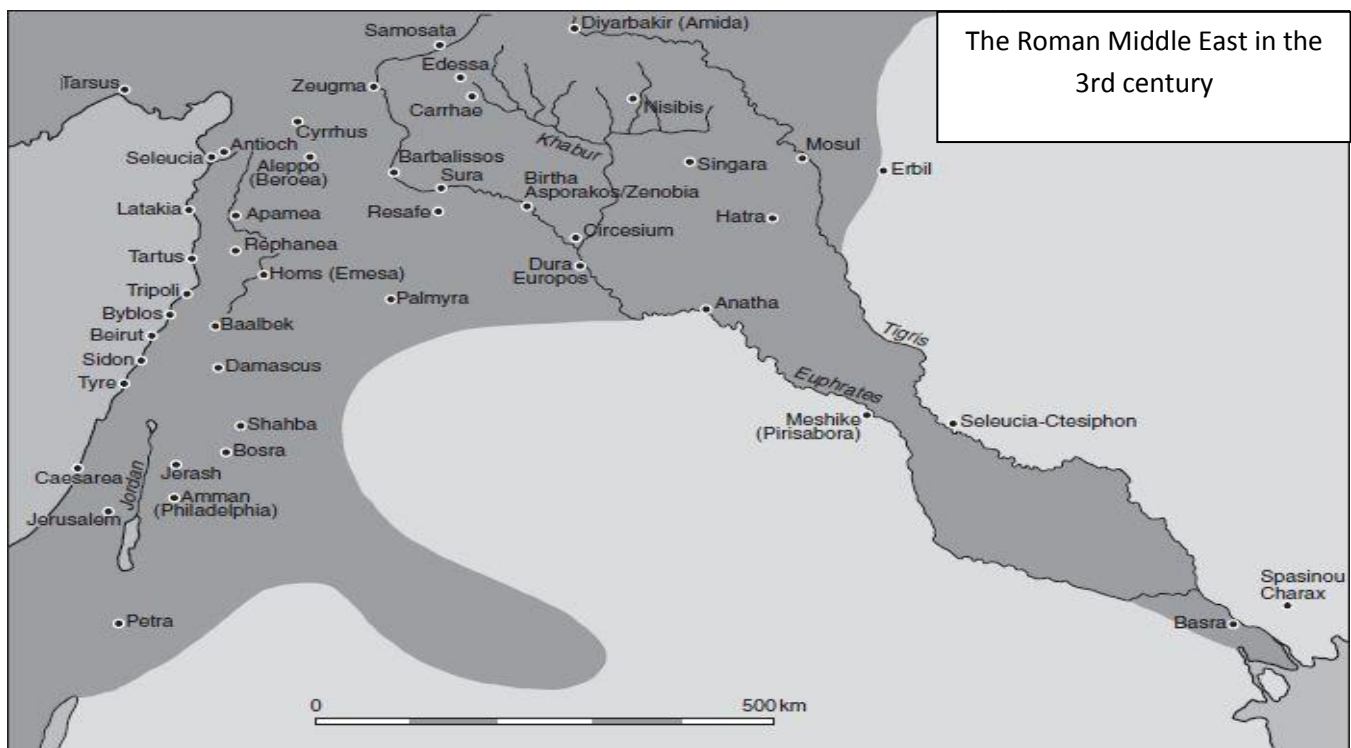 The Roman Middle East in the
3rd century
Diyarbakir (Amida)
Samosata
Edessa
Tarsus
Zeugma
Carrhae
Nisibis
Cyrrhus
Khabur
Antioch
Seleucia
Aleppo
(Beroea)
Barbalissos
Sura
Birtha
Asporakos/Zenobia
Singara
Mosul
Erbil
Latakia
Apamea
Resafe
Hatra
Rephanea
Circesium
Tartus
Homs (Emesa)
Dura
Europos
Tripoli
Palmyra
Anatha
Byblos
Baalbek
Beirut
Tigris
Sidon
Damascus
Tyre
Euphrates
Meshike
(Pirisabora)
Seleucia-Ctesiphon
Shahba
Bosra
Caesarea
Jerash
Jordan
Amman
(Philadelphia)
Jerusalem
Spasinou
Charax
Petra
Basra
0
500 km